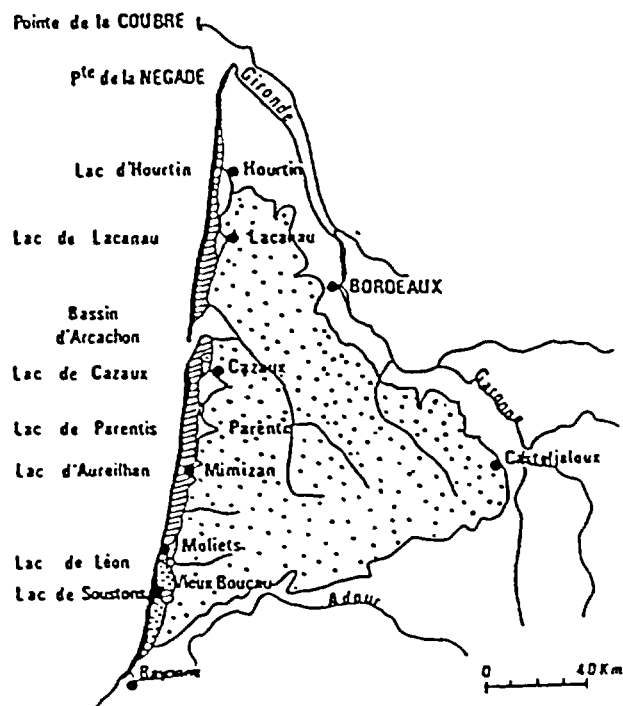 Pointe de la COUBRE
Pte de la NEGADE
Gironde
Lac d'Hourtin
Hourtin
Lac de Lacanau
Lacanau
BORDEAUX
Bassin
d'Arcachon
Lac de Cazaux
Cazaux
Garonne
Lac de Parentis
Parentis
Casteljaloux
Lac d'Aureilhan
Mimizan
Moliets
Lac de Léon
Vieux Boucau
Lac de Soustons
Adour
Bayonne
0 40 Km